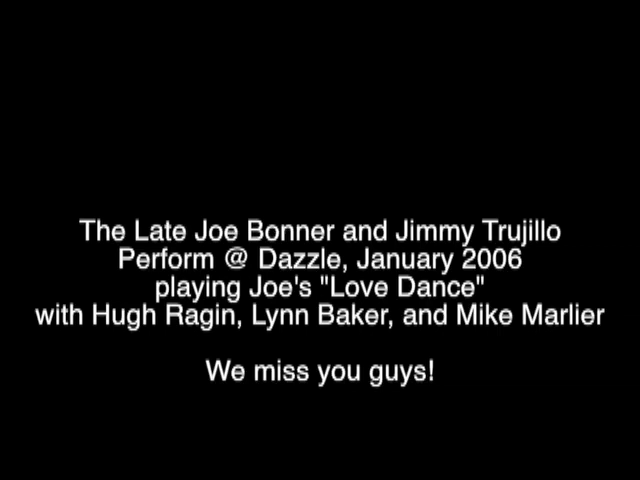 The Late Joe Bonner and Jimmy Trujillo
Perform @ Dazzle, January 2006
playing Joe's "Love Dance"
with Hugh Ragin, Lynn Baker, and Mike Marlier
We miss you guys!